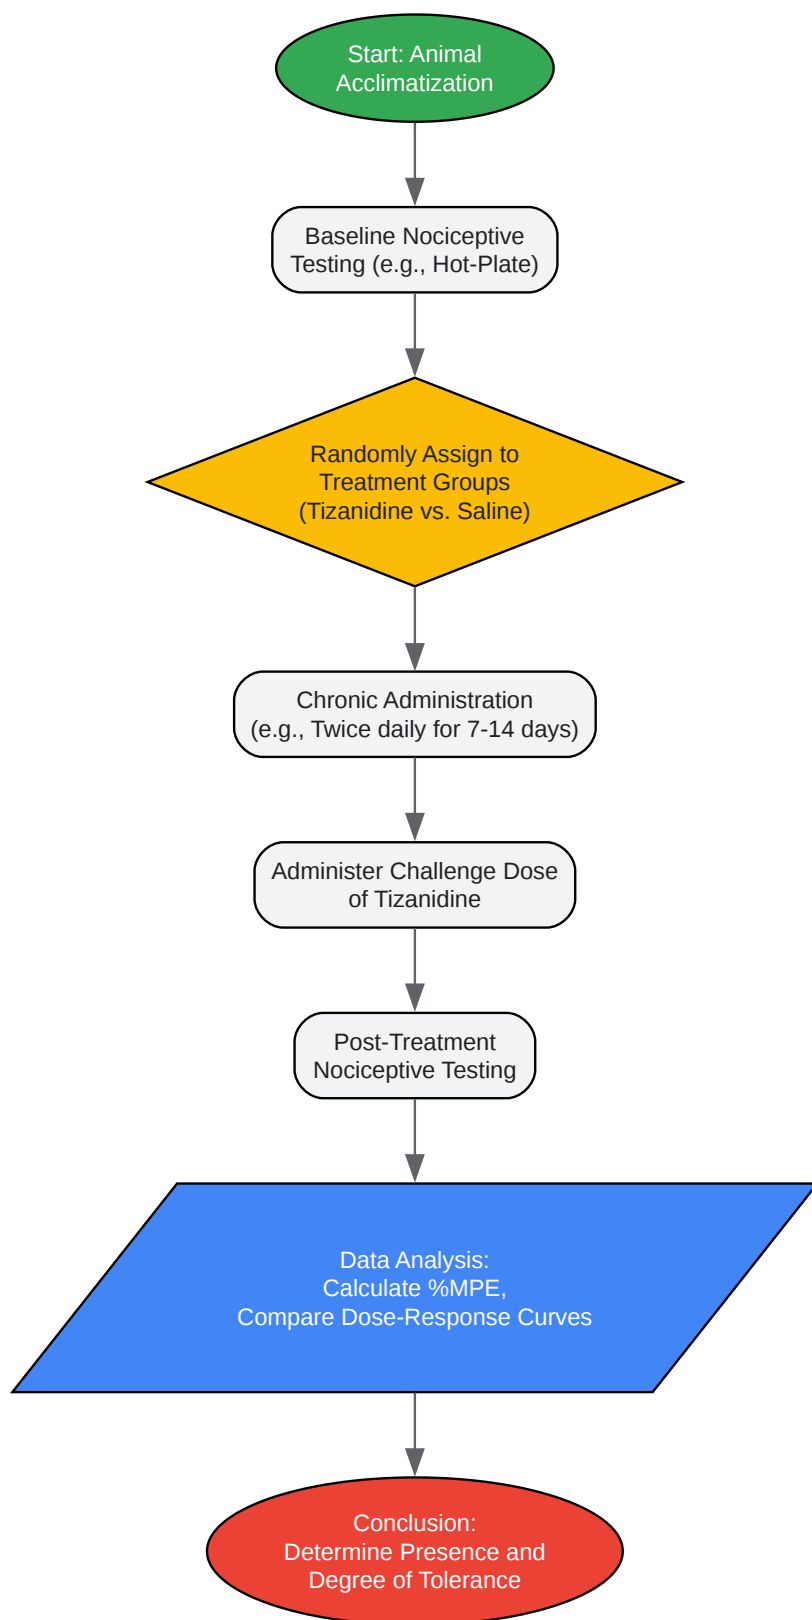 Start: Animal
Acclimatization
Baseline Nociceptive
Testing (e.g., Hot-Plate)
Randomly Assign to
Treatment Groups
(Tizanidine vs. Saline)
Chronic Administration
(e.g., Twice daily for 7-14 days)
Administer Challenge Dose
of Tizanidine
Post-Treatment
Nociceptive Testing
Data Analysis:
Calculate %MPE,
Compare Dose-Response Curves
Conclusion:
Determine Presence and
Degree of Tolerance